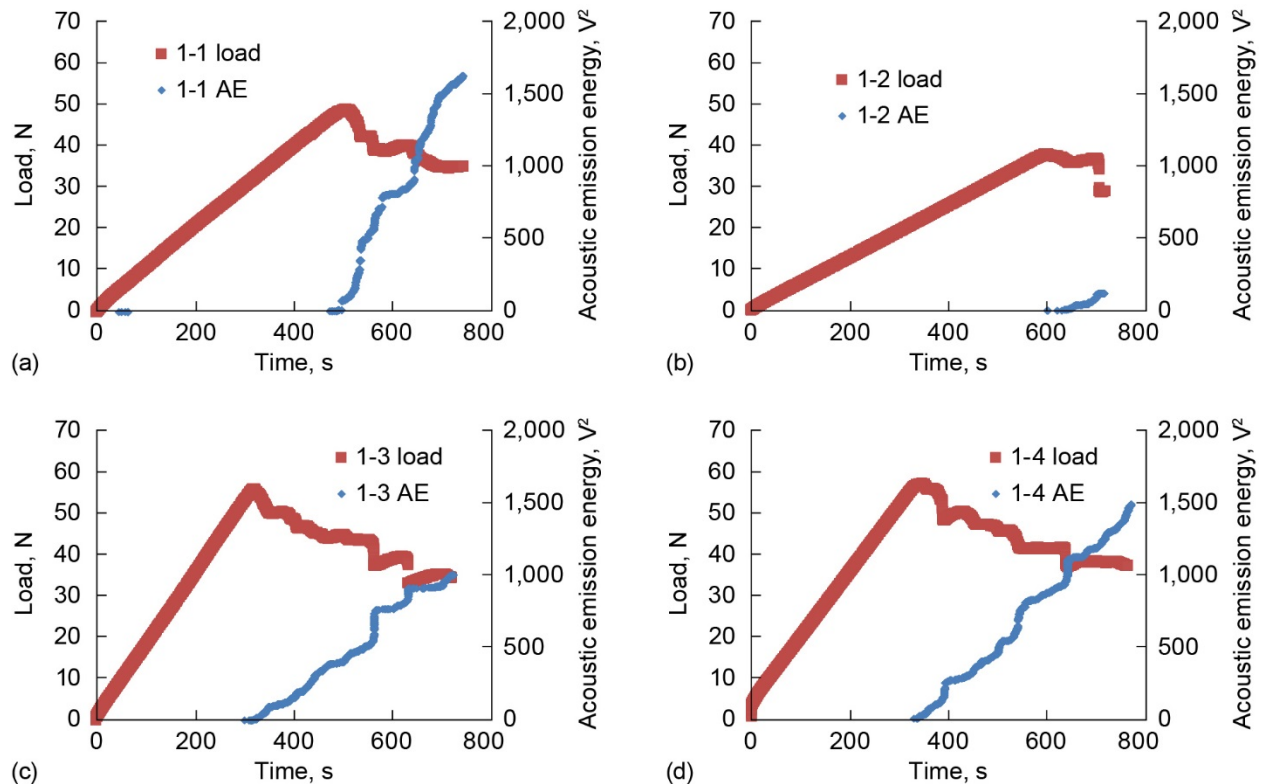 70 2,000
60 1-1 load
1-1 AE 1,500
50
40
1,000
30
20 500
10
0 0
0 200 400 600 800
Time, s
Load, N
Acoustic emission energy, V²
(a)
70 2,000
60
1-2 load 1,500
50 1-2 AE
40
1,000
30
20 500
10
0 0
0 200 400 600 800
Time, s
Load, N
Acoustic emission energy, V²
(b)
70 2,000
60 1-3 load
1-3 AE 1,500
50
40
1,000
30
20 500
10
0 0
0 200 400 600 800
Time, s
Load, N
Acoustic emission energy, V²
(c)
70 2,000
60 1-4 load
1-4 AE 1,500
50
40
1,000
30
20 500
10
0 0
0 200 400 600 800
Time, s
Load, N
Acoustic emission energy, V²
(d)